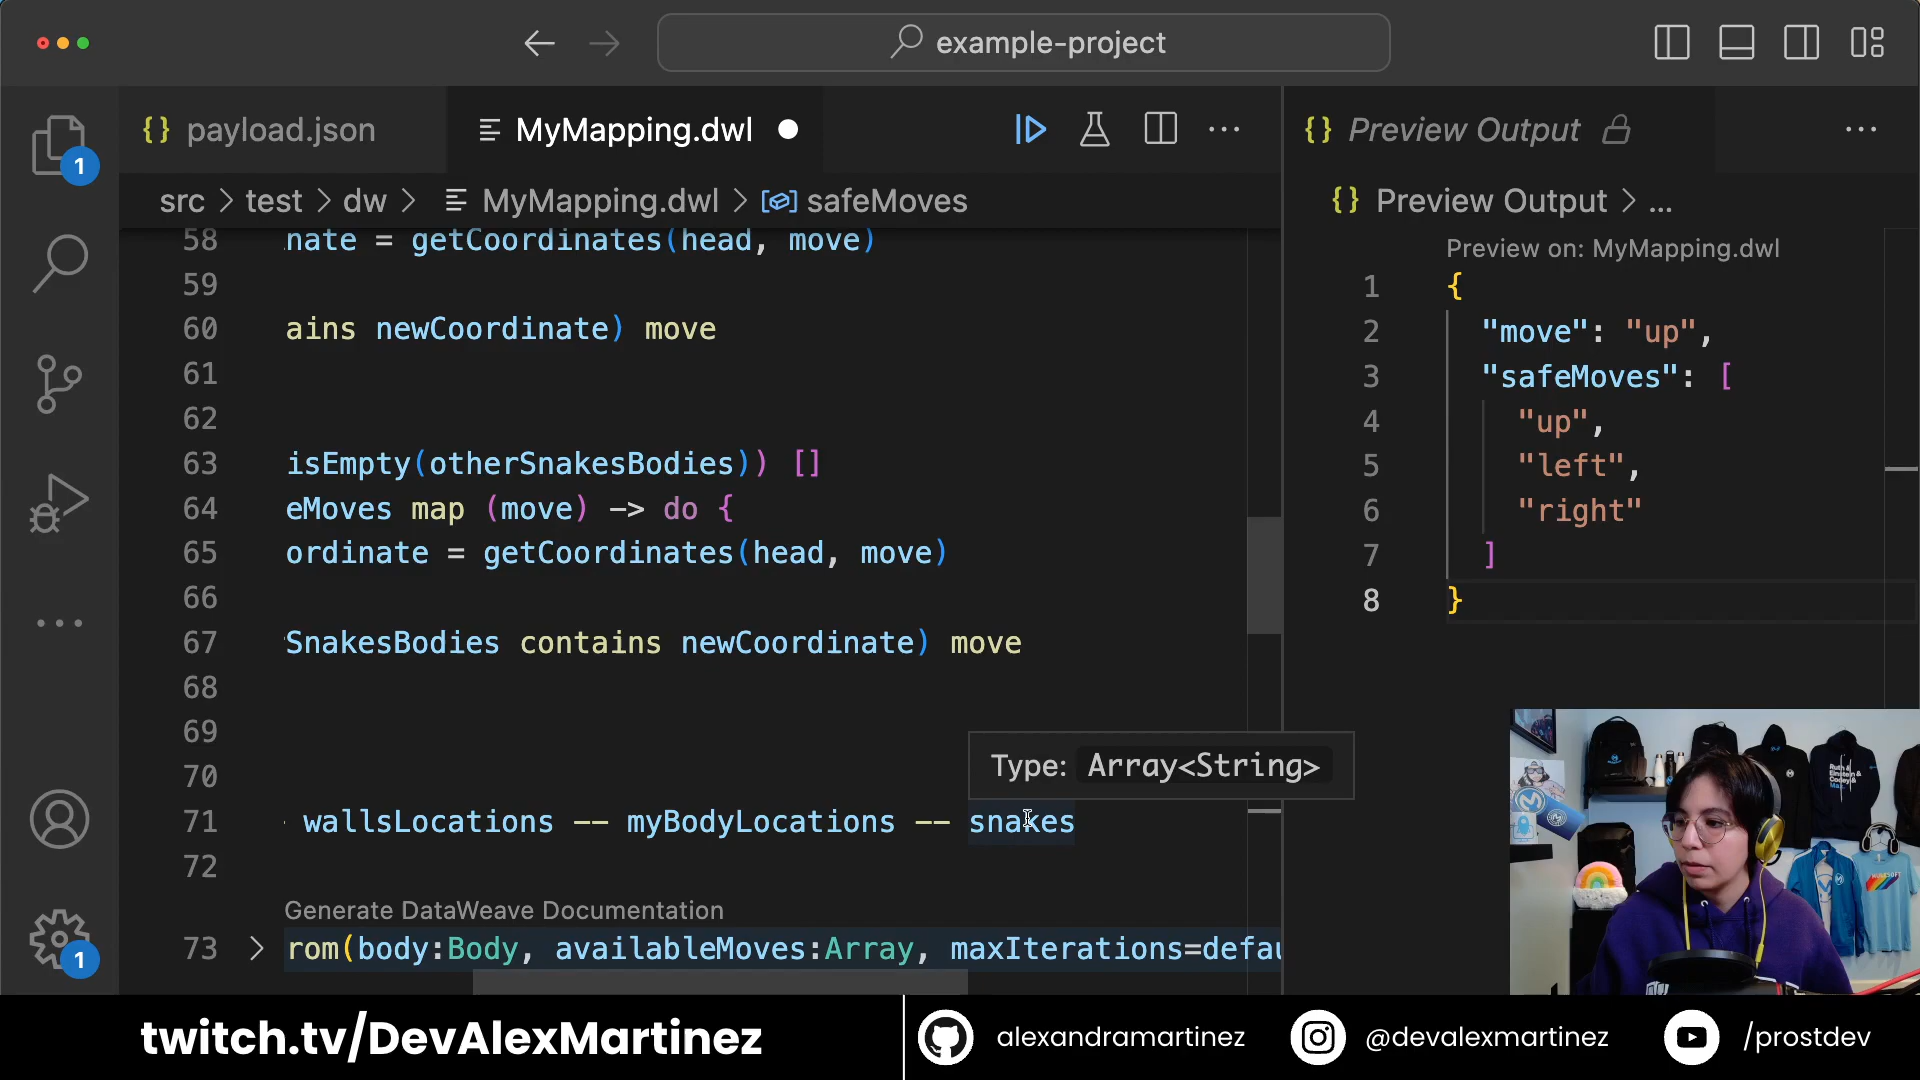 example-project
{} payload.json
MyMapping.dwl
{} Preview Output
1
src > test > dw > MyMapping.dwl > safeMoves
{} Preview Output > ...
58 nate = getCoordinates(head, move)
59
60 ains newCoordinate) move
61
62
63 isEmpty(otherSnakesBodies)) []
64 eMoves map (move) -> do {
65 ordinate = getCoordinates(head, move)
66
67 SnakesBodies contains newCoordinate) move
68
69
70
Type: Array<String>
71 wallsLocations -- myBodyLocations -- snakes
72
Generate DataWeave Documentation
73 > rom(body:Body, availableMoves:Array, maxIterations=defau
1
Preview on: MyMapping.dwl
1 {
2 "move": "up",
3 "safeMoves": [
4 "up",
5 "left",
6 "right"
7 ]
8 }
twitch.tv/DevAlexMartinez
alexandramartinez
@devalexmartinez
/prostdev